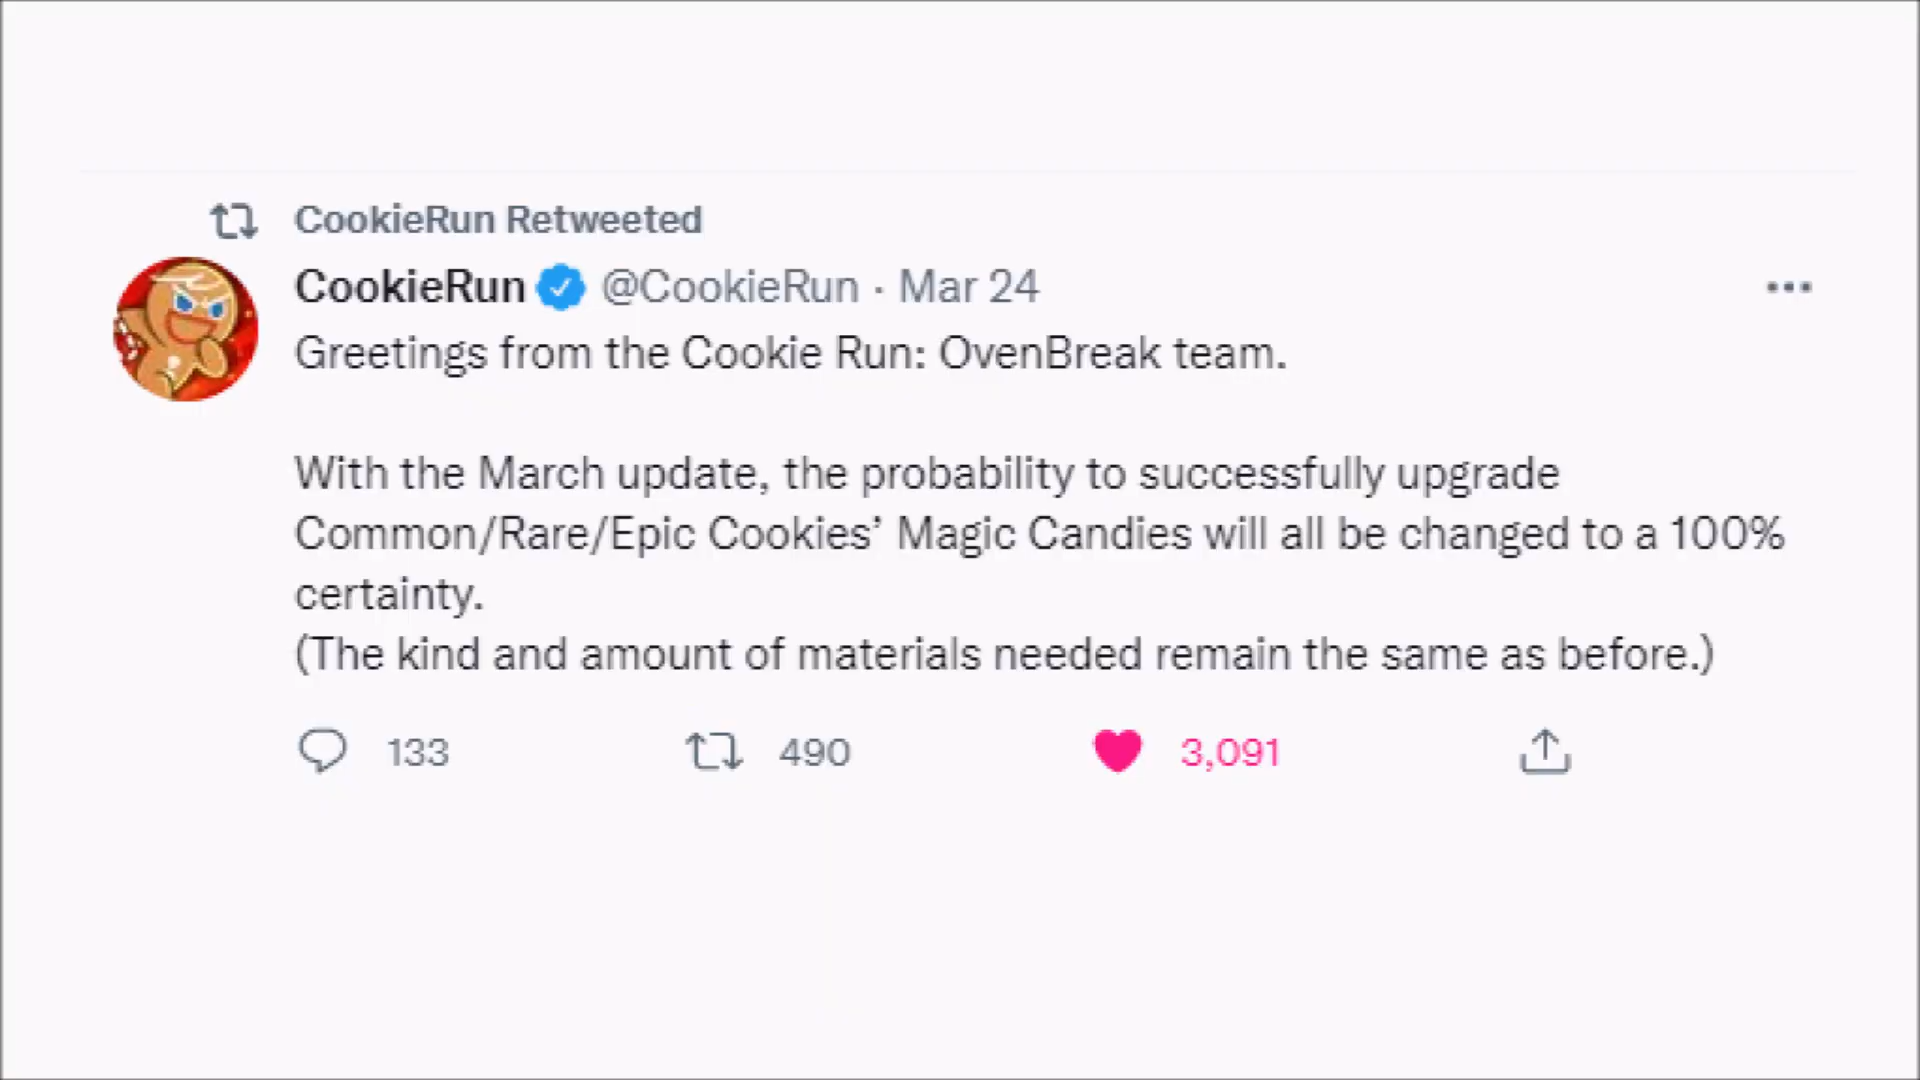 CookieRun Retweeted
CookieRun @CookieRun · Mar 24
Greetings from the Cookie Run: OvenBreak team.
With the March update, the probability to successfully upgrade
Common/Rare/Epic Cookies’ Magic Candies will all be changed to a 100%
certainty.
(The kind and amount of materials needed remain the same as before.)
133 490 3,091